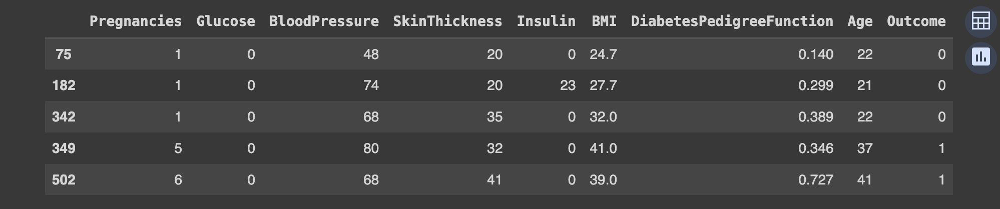 Pregnancies Glucose BloodPressure SkinThickness Insulin BMI DiabetesPedigreeFunction Age Outcome
75 1 0 48 20 0 24.7 0.140 22 0
182 1 0 74 20 23 27.7 0.299 21 0
342 1 0 68 35 0 32.0 0.389 22 0
349 5 0 80 32 0 41.0 0.346 37 1
502 6 0 68 41 0 39.0 0.727 41 1